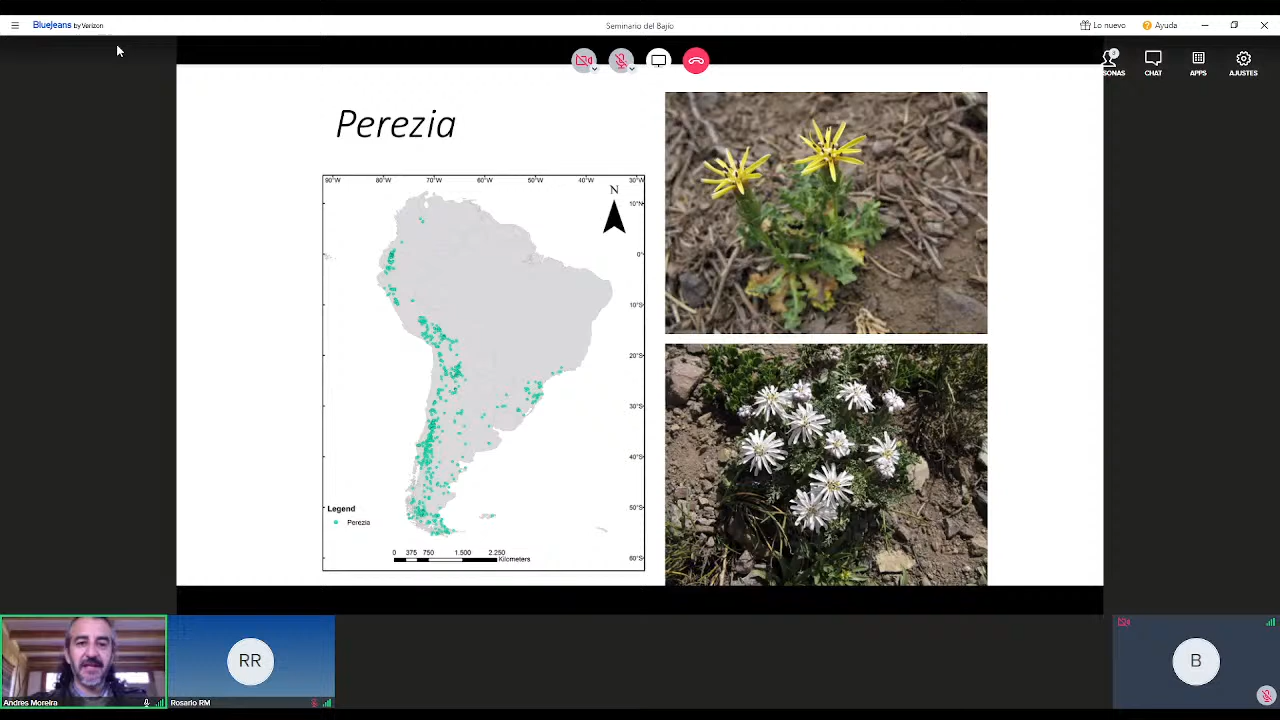 BlueJeans by Verizon
Seminario del Bajío
Lo nuevo
Ayuda
3
SONAS
CHAT
APPS
AJUSTES
Perezia
90°W 80°W 70°W 60°W 50°W 40°W 30°W
N
10°N
0°
10°S
20°S
30°S
40°S
50°S
60°S
Legend
Perezia
0 375 750 1.500 2.250
Kilometers
RR
B
Andres Moreira
Rosario RM